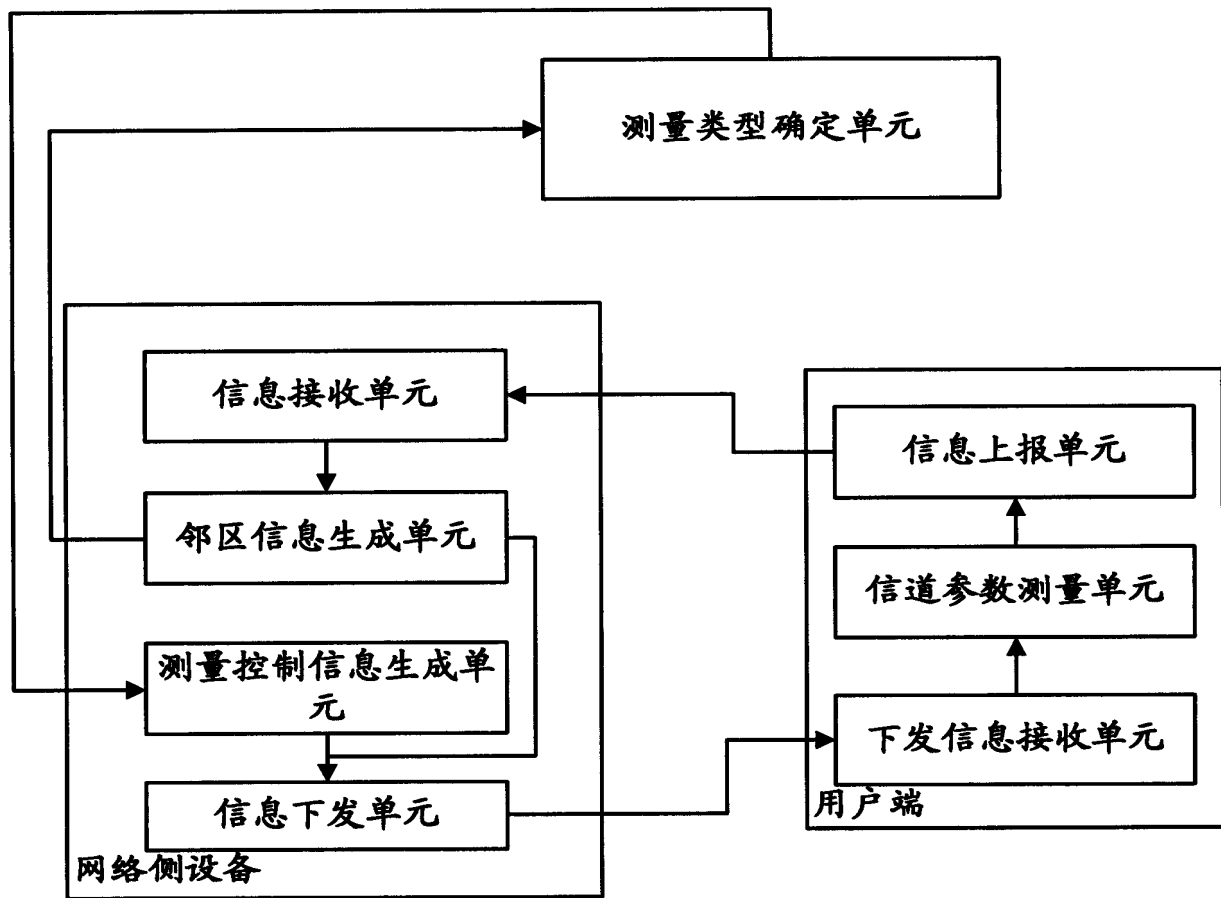 测量类型确定单元
信息接收单元
邻区信息生成单元
测量控制信息生成单
元
信息下发单元
网络侧设备
信息上报单元
信道参数测量单元
下发信息接收单元
用户端